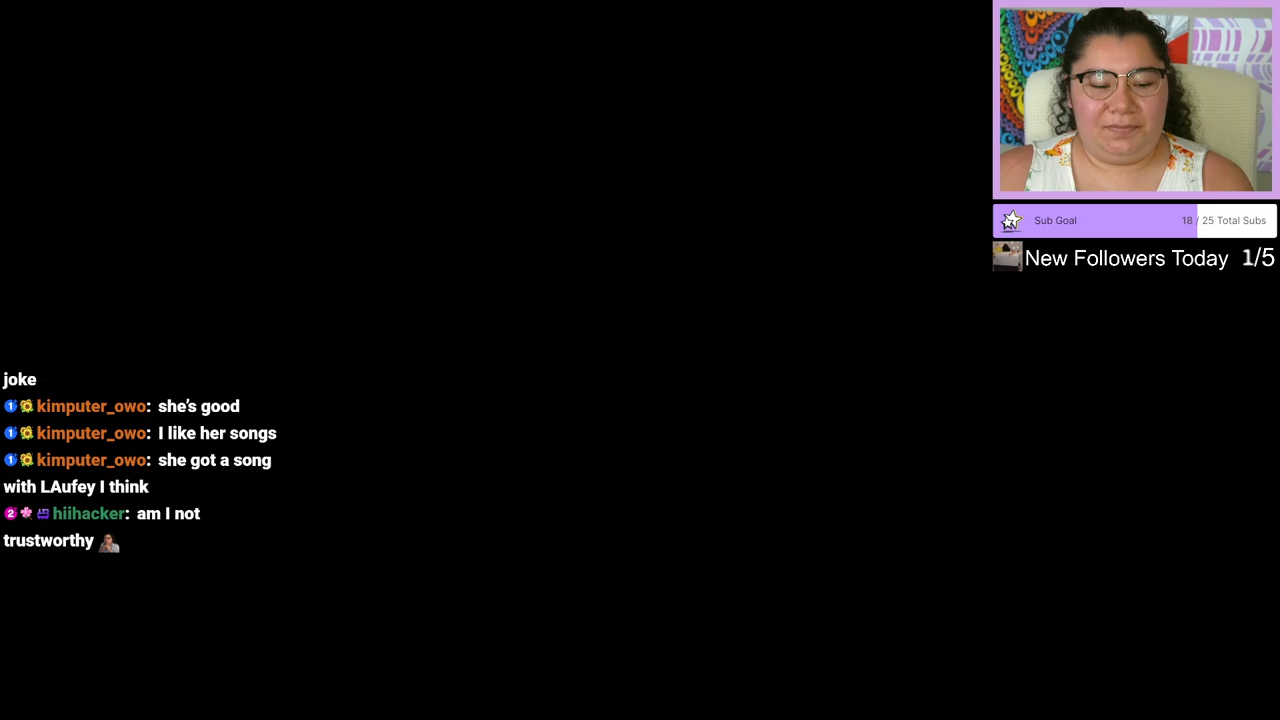 Sub Goal
18 / 25 Total Subs
New Followers Today 1/5
joke
kimputer_owo: she's good
kimputer_owo: I like her songs
kimputer_owo: she got a song
with LAufey I think
hiihacker: am I not
trustworthy